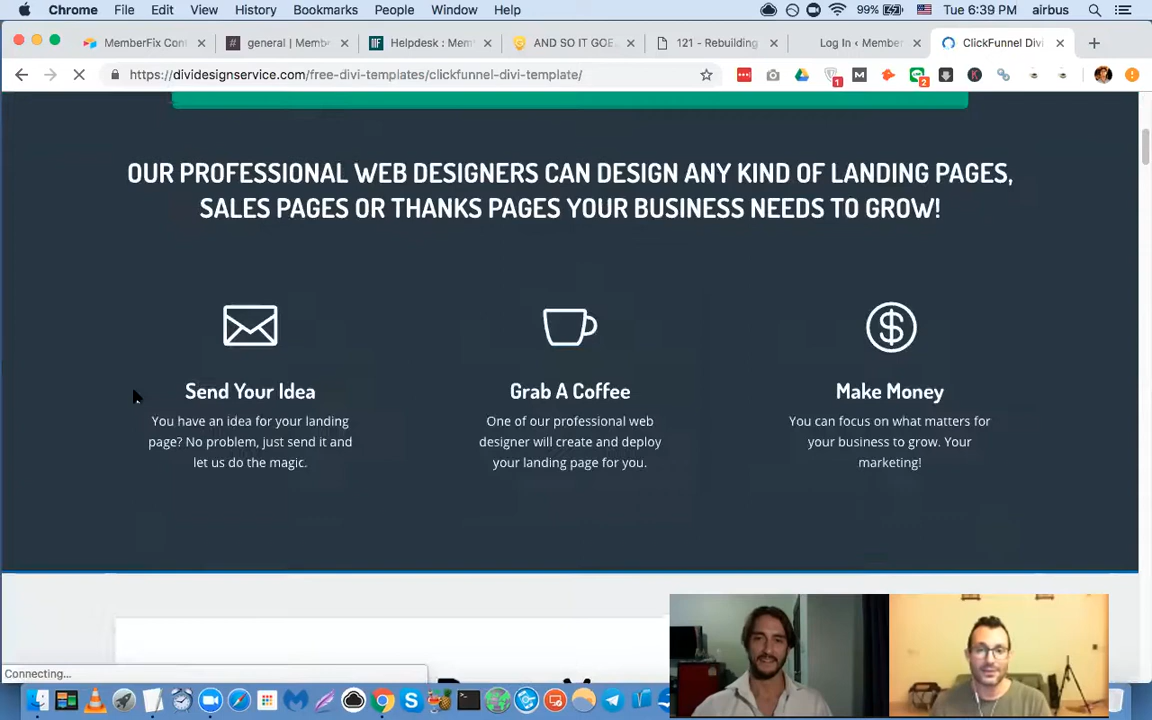 Chrome File Edit View History Bookmarks People Window Help 99% Tue 6:39 PM airbus
MemberFix Con general | Memb Helpdesk : Mem AND SO IT GOE 121 - Rebuilding Log In ‹ Member ClickFunnel Divi
https://dividesignservice.com/free-divi-templates/clickfunnel-divi-template/
1 2
OUR PROFESSIONAL WEB DESIGNERS CAN DESIGN ANY KIND OF LANDING PAGES,
SALES PAGES OR THANKS PAGES YOUR BUSINESS NEEDS TO GROW!
Send Your Idea
You have an idea for your landing
page? No problem, just send it and
let us do the magic.
Grab A Coffee
One of our professional web
designer will create and deploy
your landing page for you.
Make Money
You can focus on what matters for
your business to grow. Your
marketing!
Connecting...